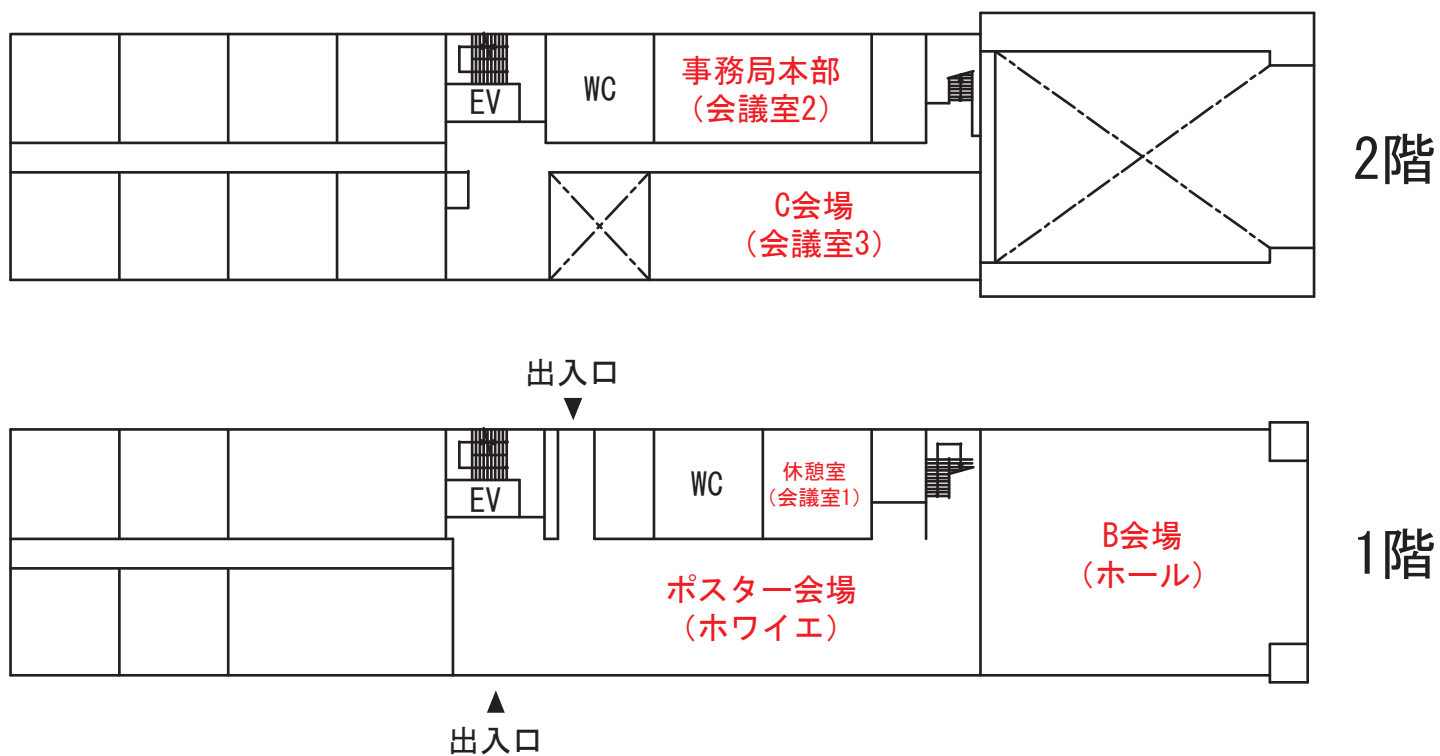 事務局本部
(会議室2)
WC
EV
2階
C会場
(会議室3)
出入口
休憩室
(会議室1)
WC
EV
B会場
(ホール)
1階
ポスター会場
(ホワイエ)
出入口